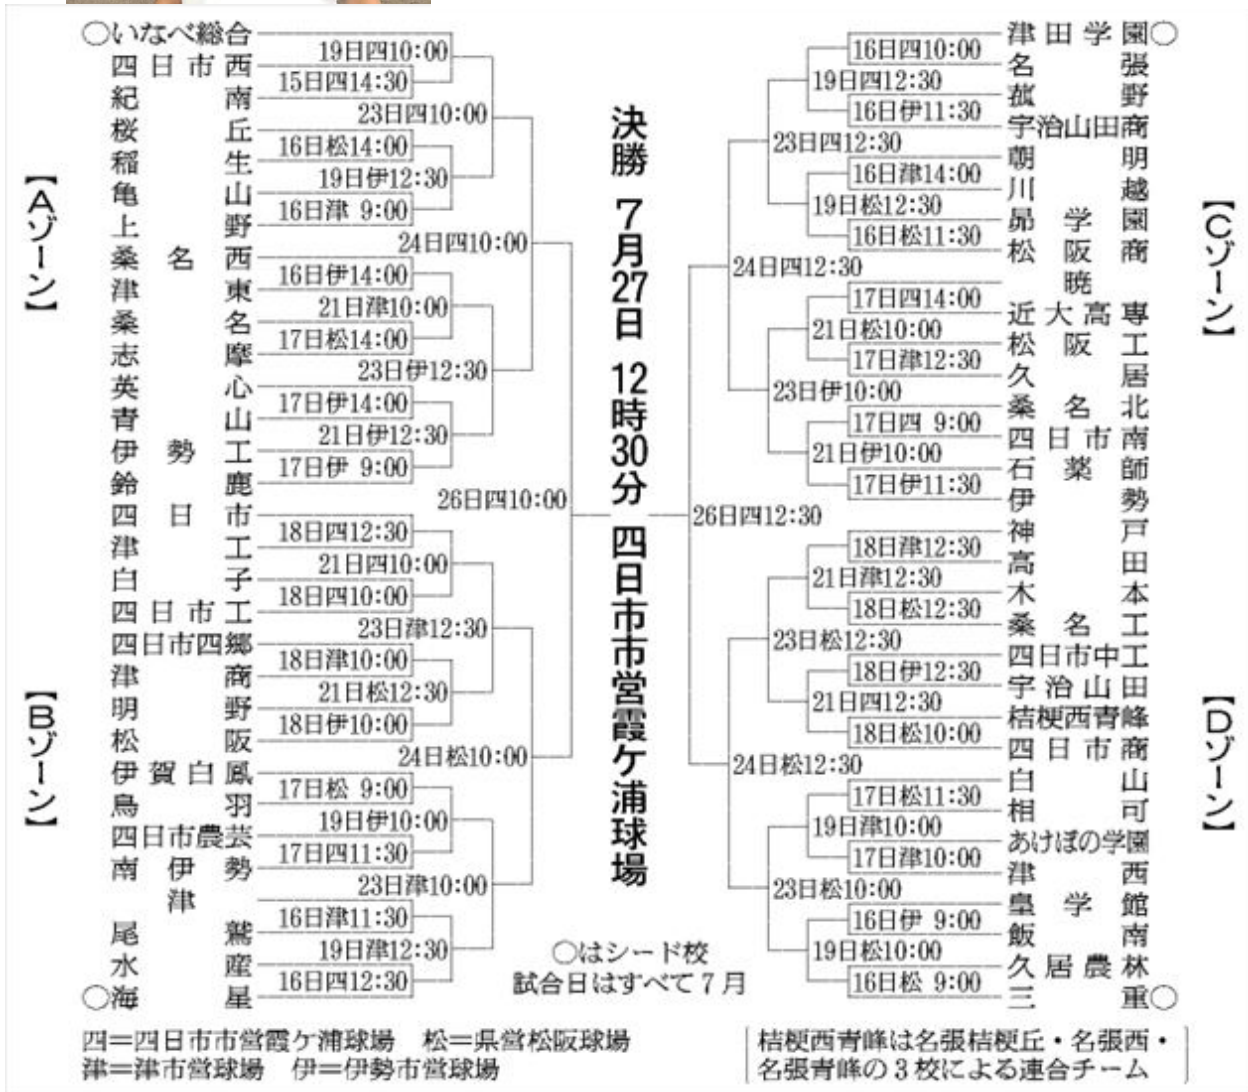 【Aゾーン】
○いなべ総合
四日市西
紀南
桜丘
稲生
亀山
上野
桑名西
津東
桑名
志摩
英心
青山
伊勢工
鈴鹿
19日四10:00
15日四14:30
23日四10:00
16日松14:00
19日伊12:30
16日津 9:00
24日四10:00
16日伊14:00
21日津10:00
17日松14:00
23日伊12:30
17日伊14:00
21日伊12:30
17日伊 9:00
26日四10:00
【Bゾーン】
四日市
津工
白子
四日市工
四日市四郷
津商
明野
松阪
伊賀白鳳
鳥羽
四日市農芸
南伊勢
津
尾鷲
水産
○海星
18日四12:30
21日四10:00
18日四10:00
23日津12:30
18日津10:00
21日松12:30
18日伊10:00
24日松10:00
17日松 9:00
19日伊10:00
17日四11:30
23日津10:00
16日津11:30
19日津12:30
16日四12:30
決勝 7月27日 12時30分 四日市市営霞ケ浦球場
【Cゾーン】
津田学園○
名張
菰野
宇治山田商
朝明
川越
昴学園
松阪商
暁
近大高専
松阪工
久居
桑名北
四日市南
石薬師
伊勢
16日四10:00
19日四12:30
16日伊11:30
23日四12:30
16日津14:00
19日松12:30
16日松11:30
24日四12:30
17日四14:00
21日松10:00
17日津12:30
23日伊10:00
17日四 9:00
21日伊10:00
17日伊11:30
26日四12:30
【Dゾーン】
神戸
高田
木本
桑名工
四日市中工
宇治山田
桔梗西青峰
四日市商
白山
相可
あけぼの学園
津西
皇学館
飯南
久居農林
三重○
18日津12:30
21日津12:30
18日松12:30
23日松12:30
18日伊12:30
21日四12:30
18日松10:00
24日松12:30
17日松11:30
19日津10:00
17日津10:00
23日松10:00
16日伊 9:00
19日松10:00
16日松 9:00
○はシード校
試合日はすべて7月
四＝四日市市営霞ケ浦球場 松＝県営松阪球場
津＝津市営球場 伊＝伊勢市営球場
桔梗西青峰は名張桔梗丘・名張西・
名張青峰の3校による連合チーム